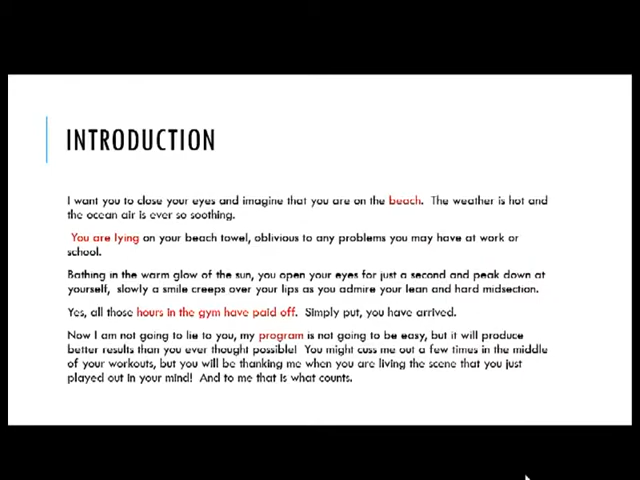 INTRODUCTION
I want you to close your eyes and imagine that you are on the beach. The weather is hot and
the ocean air is ever so soothing.
You are lying on your beach towel, oblivious to any problems you may have at work or
school.
Bathing in the warm glow of the sun, you open your eyes for just a second and peak down at
yourself, slowly a smile creeps over your lips as you admire your lean and hard midsection.
Yes, all those hours in the gym have paid off. Simply put, you have arrived.
Now I am not going to lie to you, my program is not going to be easy, but it will produce
better results than you ever thought possible! You might cuss me out a few times in the middle
of your workouts, but you will be thanking me when you are living the scene that you just
played out in your mind! And to me that is what counts.